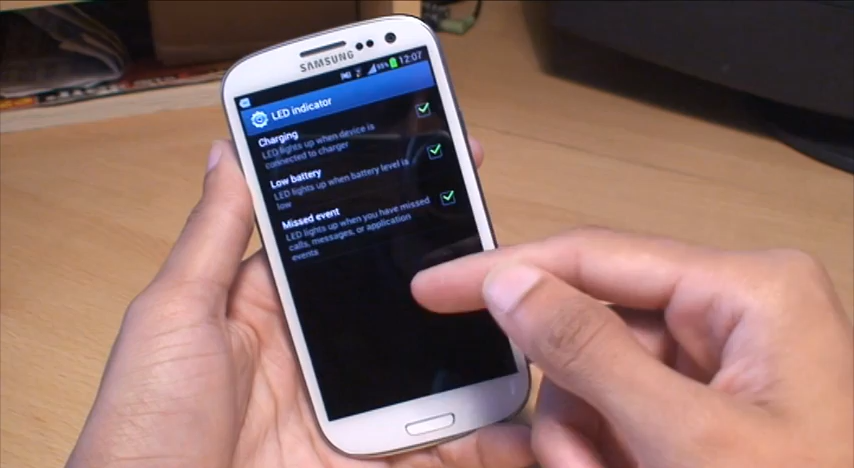 SAMSUNG
12:07
LED indicator
Charging
LED lights up when device is
connected to charger
Low battery
LED lights up when battery level is
low
Missed event
LED lights up when you have missed
calls, messages, or application
events